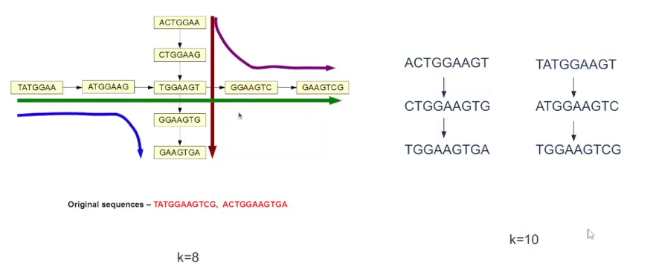 ACTGGAA
CTGGAAG
TATGGAA ATGGAAG TGGAAGT GGAAGTC GAAGTCG
GGAAGTG
GAAGTGA
Original sequences – TATGGAAGTCG, ACTGGAAGTGA
k=8
ACTGGAAGT TATGGAAGT
CTGGAAGTG ATGGAAGTC
TGGAAGTGA TGGAAGTCG
k=10